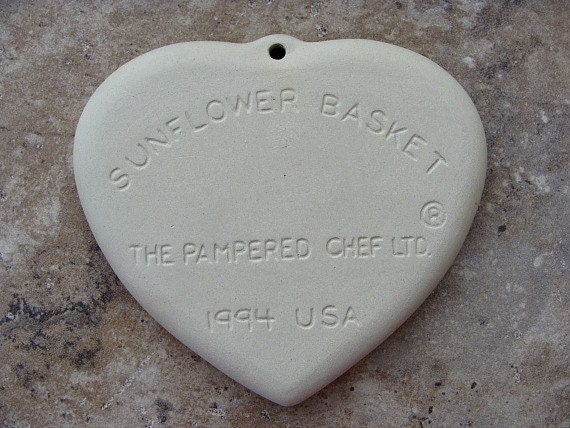 SUNFLOWER BASKET
®
THE PAMPERED CHEF LTD.
1994 USA